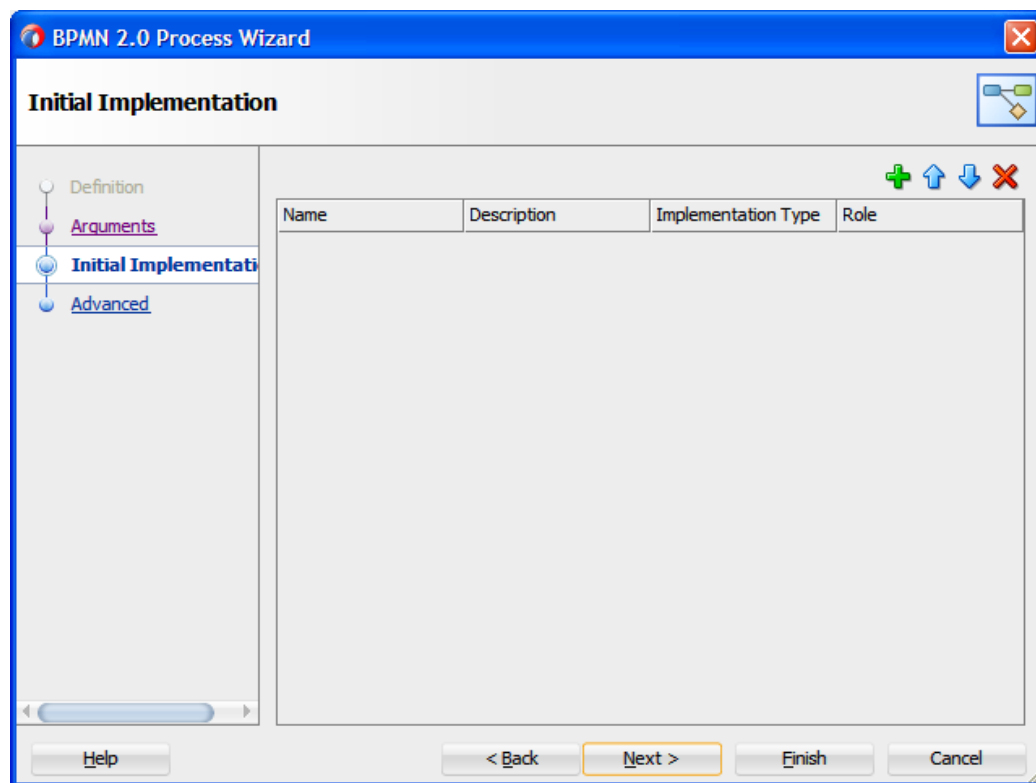 BPMN 2.0 Process Wizard
Initial Implementation
Definition
Arguments
Initial Implementati
Advanced
Name Description Implementation Type Role
Help < Back Next > Finish Cancel